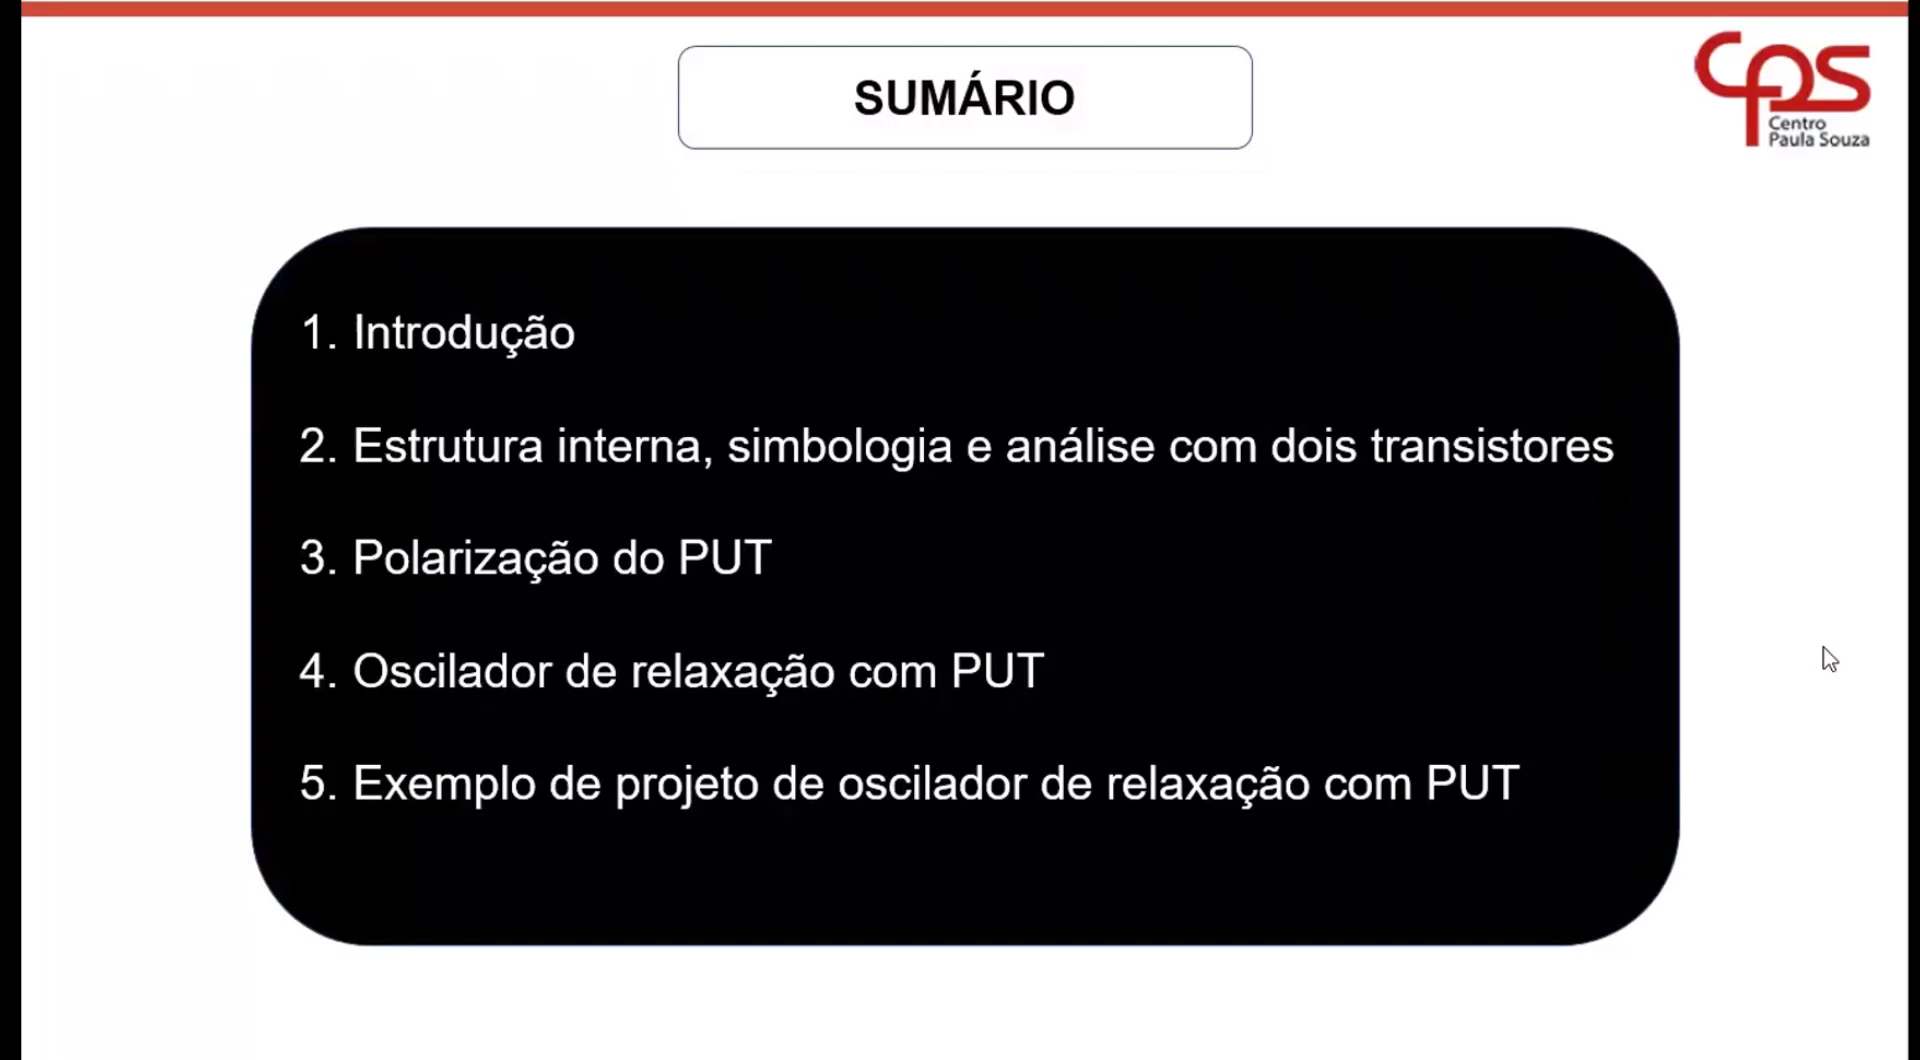 SUMÁRIO
cps
Centro
Paula Souza
1. Introdução
2. Estrutura interna, simbologia e análise com dois transistores
3. Polarização do PUT
4. Oscilador de relaxação com PUT
5. Exemplo de projeto de oscilador de relaxação com PUT